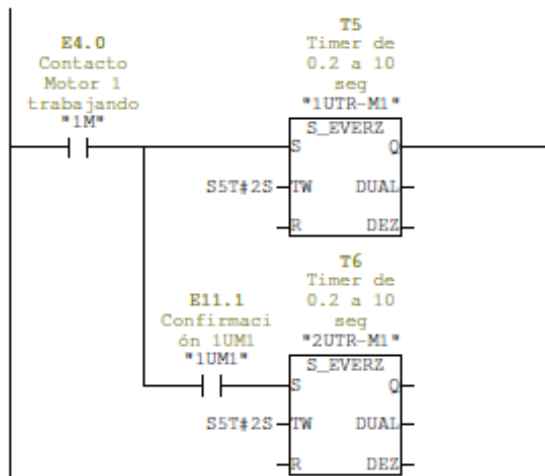 T5
Timer de
0.2 a 10
seg
"1UTR-M1"
E4.0
Contacto
Motor 1
trabajando
"1M"
S_EVERZ
S
Q
S5T#2S
TW
DUAL
R
DEZ
T6
Timer de
0.2 a 10
seg
"2UTR-M1"
E11.1
Confirmaci
ón 1UM1
"1UM1"
S_EVERZ
S
Q
S5T#2S
TW
DUAL
R
DEZ